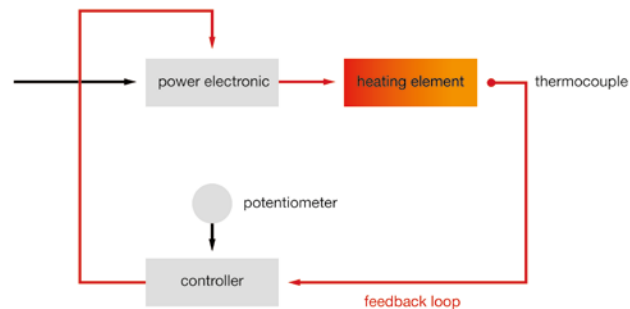 power electronic
heating element
thermocouple
potentiometer
controller
feedback loop